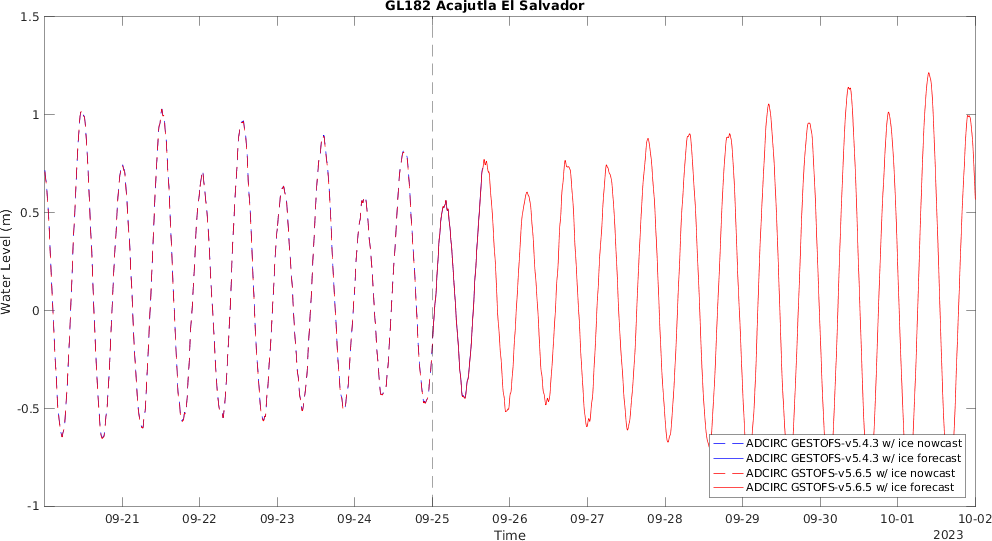 GL182 Acajutla El Salvador
1.5
1
0.5
0
-0.5
-1
Water Level (m)
ADCIRC GESTOFS-v5.4.3 w/ ice nowcast
ADCIRC GESTOFS-v5.4.3 w/ ice forecast
ADCIRC GSTOFS-v5.6.5 w/ ice nowcast
ADCIRC GSTOFS-v5.6.5 w/ ice forecast
09-21 09-22 09-23 09-24 09-25 09-26 09-27 09-28 09-29 09-30 10-01 10-02
Time
2023